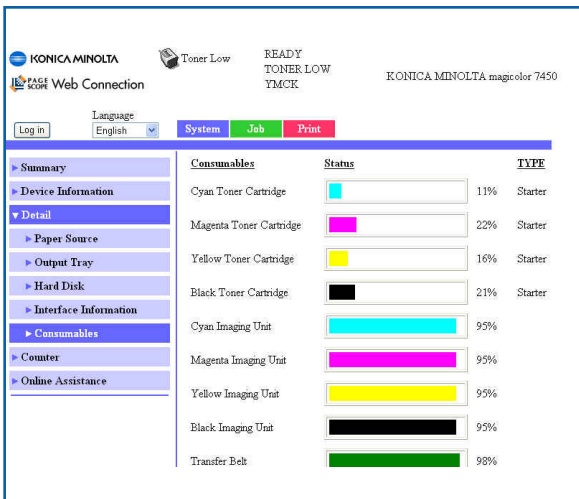 KONICA MINOLTA
Toner Low
READY
TONER LOW
YMCK
KONICA MINOLTA magicolor 7450
PAGE SCOPE Web Connection
Language
Log in
English
System
Job
Print
Summary
Device Information
Detail
Paper Source
Output Tray
Hard Disk
Interface Information
Consumables
Counter
Online Assistance
Consumables Status TYPE
Cyan Toner Cartridge 11% Starter
Magenta Toner Cartridge 22% Starter
Yellow Toner Cartridge 16% Starter
Black Toner Cartridge 21% Starter
Cyan Imaging Unit 95%
Magenta Imaging Unit 95%
Yellow Imaging Unit 95%
Black Imaging Unit 95%
Transfer Belt 98%